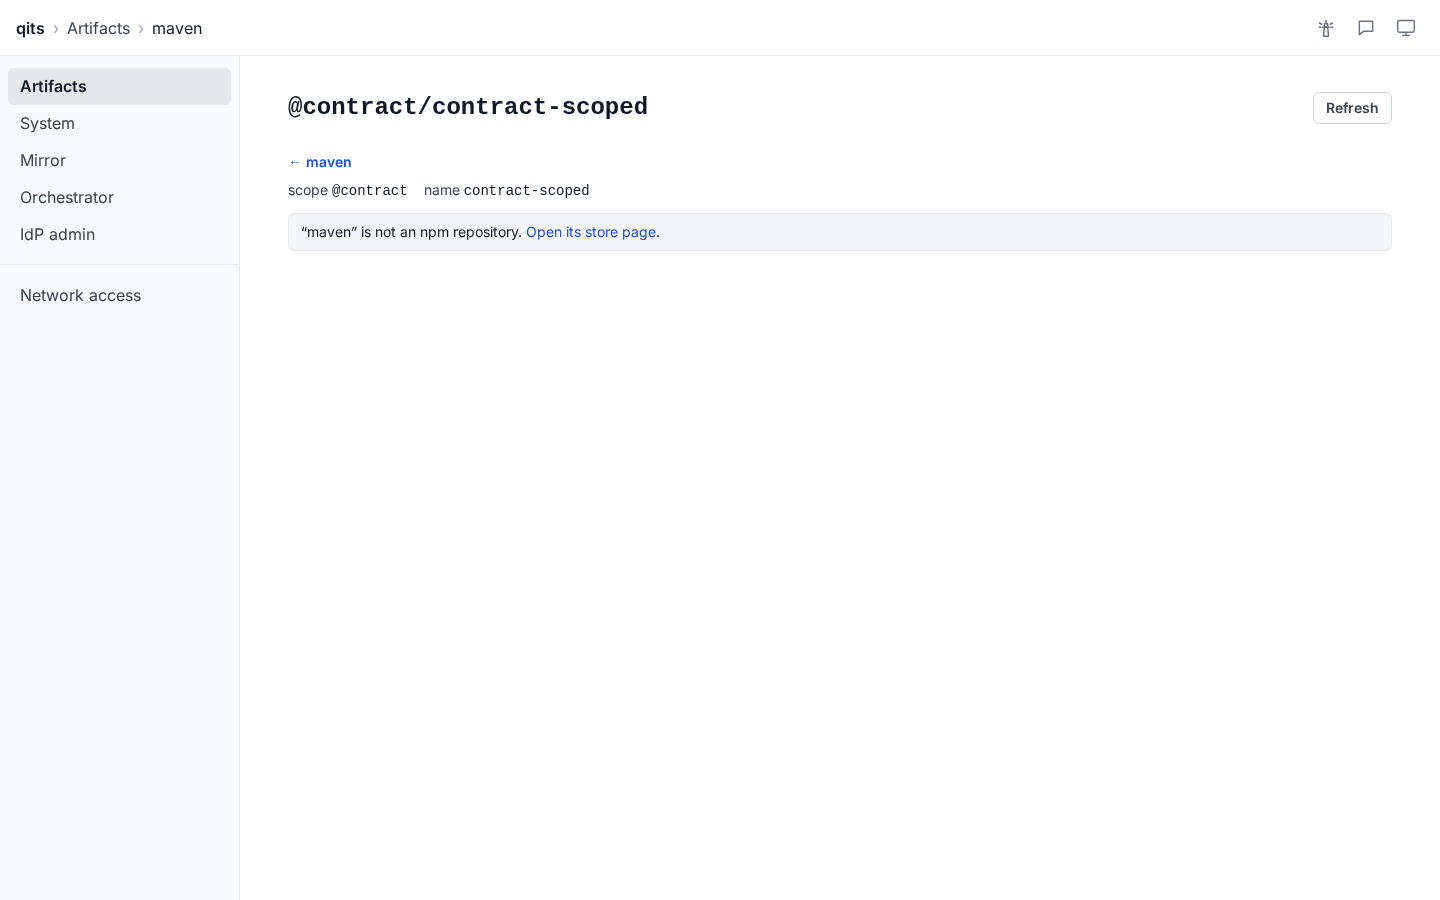 qits › Artifacts › maven
Artifacts
System
Mirror
Orchestrator
IdP admin
Network access
@contract/contract-scoped
Refresh
← maven
scope @contract name contract-scoped
“maven” is not an npm repository. Open its store page.